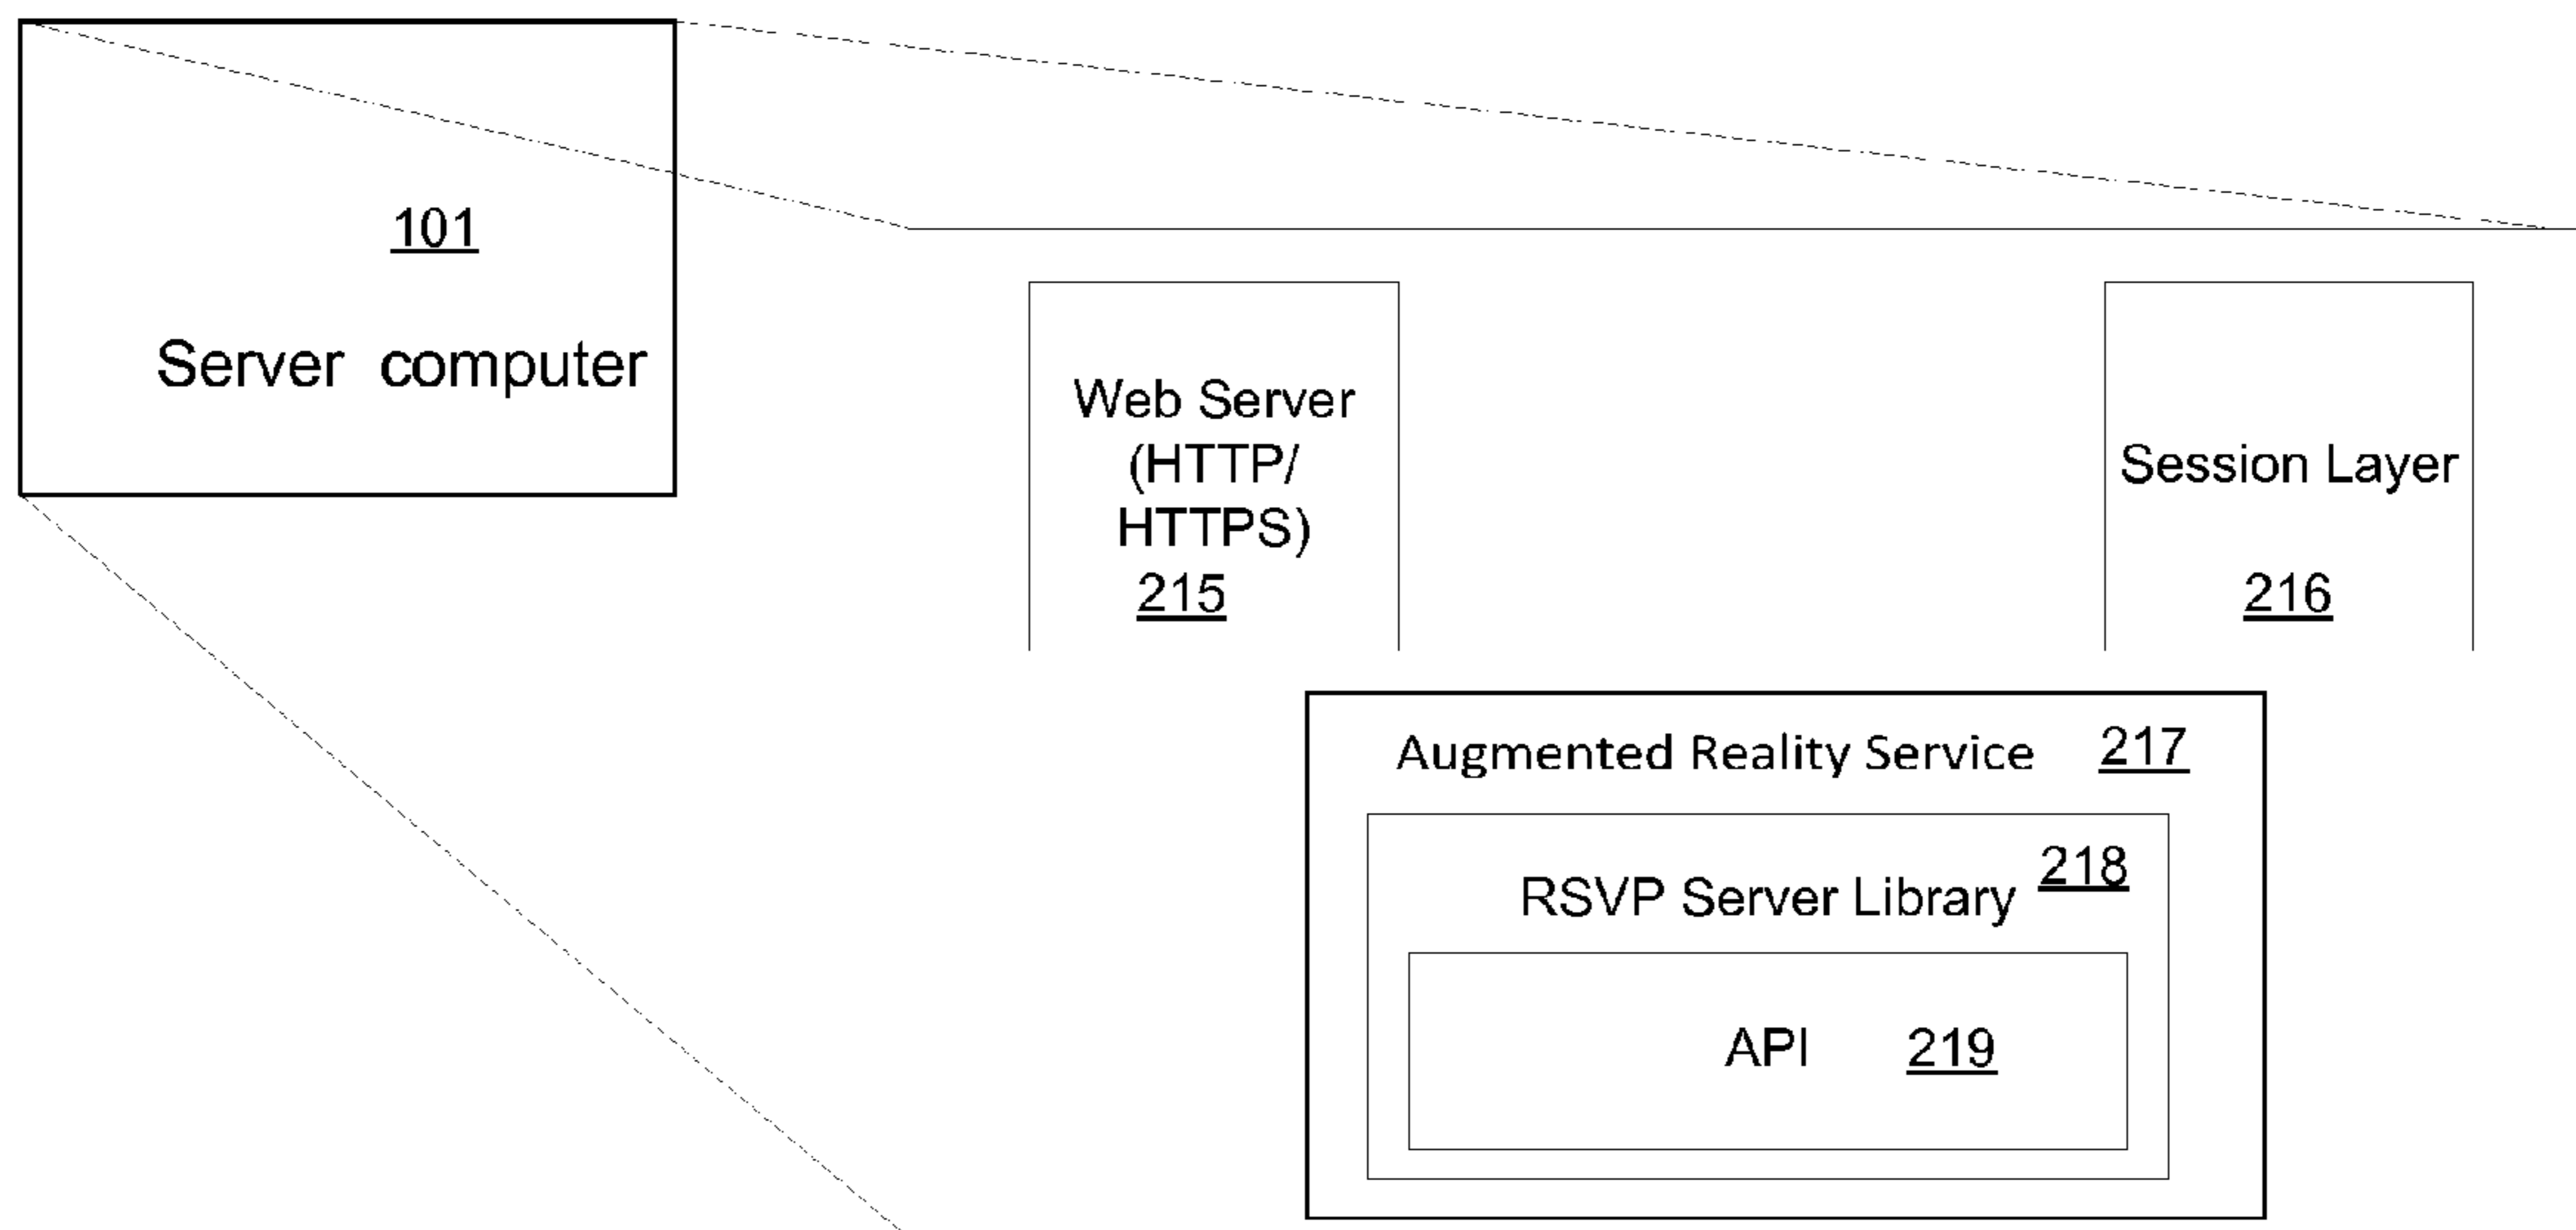 101
Server computer
Web Server
(HTTP/
HTTPS)
215
Session Layer
216
Augmented Reality Service 217
RSVP Server Library 218
API 219